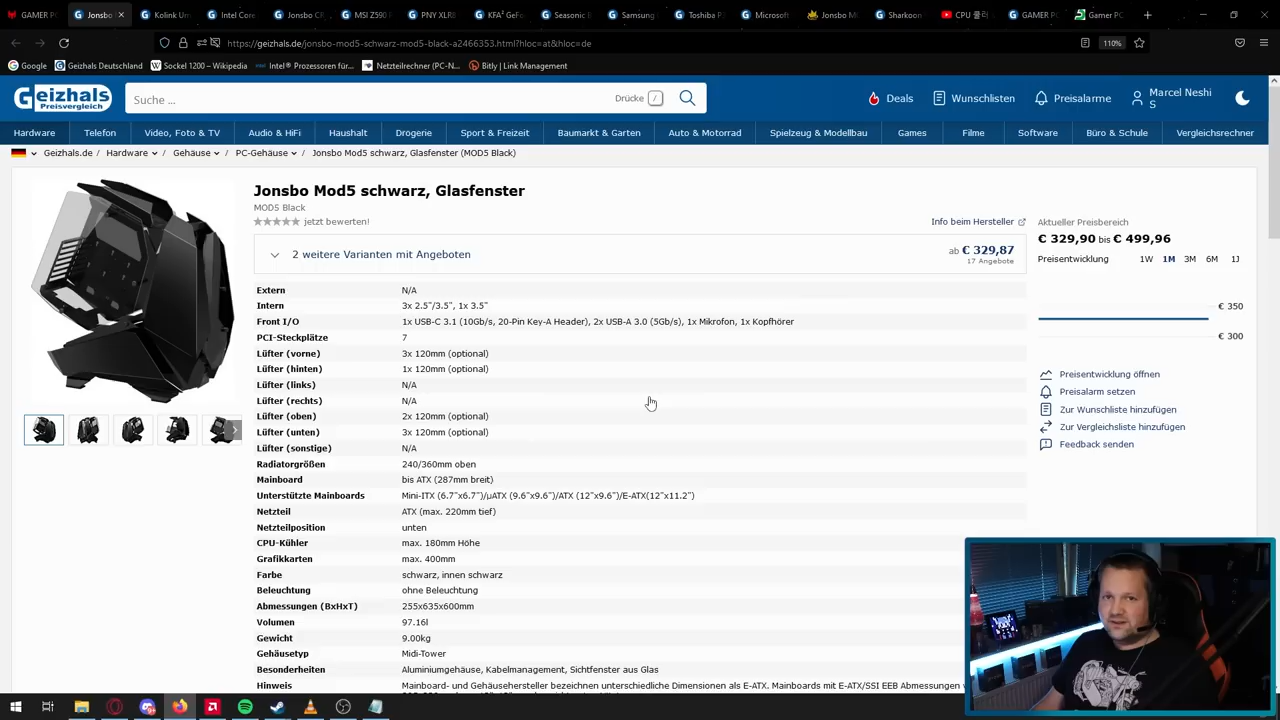 GAMER PC
Jonsbo
Kolink Um
Intel Core
Jonsbo C
MSI Z590 F
PNY XLR8
KFA² GeFo
Seasonic B
Samsung
Toshiba P
Microsoft
Jonsbo M
Sharkoon
CPU 쿨러
GAMER PC
Gamer PC
https://geizhals.de/jonsbo-mod5-schwarz-mod5-black-a2466353.html?hloc=at&hloc=de
110%
Google
Geizhals Deutschland
Sockel 1200 – Wikipedia
Intel® Prozessoren für...
Netzteilrechner (PC-N...
Bitly | Link Management
Geizhals
Preisvergleich
Suche ...
Drücke /
Deals
Wunschlisten
Preisalarme
Marcel Neshi
S
Hardware
Telefon
Video, Foto & TV
Audio & HiFi
Haushalt
Drogerie
Sport & Freizeit
Baumarkt & Garten
Auto & Motorrad
Spielzeug & Modellbau
Games
Filme
Software
Büro & Schule
Vergleichsrechner
Geizhals.de / Hardware / Gehäuse / PC-Gehäuse / Jonsbo Mod5 schwarz, Glasfenster (MOD5 Black)
Jonsbo Mod5 schwarz, Glasfenster
MOD5 Black
jetzt bewerten!
Info beim Hersteller
2 weitere Varianten mit Angeboten
ab € 329,87
17 Angebote
Extern N/A
Intern 3x 2.5"/3.5", 1x 3.5"
Front I/O 1x USB-C 3.1 (10Gb/s, 20-Pin Key-A Header), 2x USB-A 3.0 (5Gb/s), 1x Mikrofon, 1x Kopfhörer
PCI-Steckplätze 7
Lüfter (vorne) 3x 120mm (optional)
Lüfter (hinten) 1x 120mm (optional)
Lüfter (links) N/A
Lüfter (rechts) N/A
Lüfter (oben) 2x 120mm (optional)
Lüfter (unten) 3x 120mm (optional)
Lüfter (sonstige) N/A
Radiatorgrößen 240/360mm oben
Mainboard bis ATX (287mm breit)
Unterstützte Mainboards Mini-ITX (6.7"x6.7")/µATX (9.6"x9.6")/ATX (12"x9.6")/E-ATX(12"x11.2")
Netzteil ATX (max. 220mm tief)
Netzteilposition unten
CPU-Kühler max. 180mm Höhe
Grafikkarten max. 400mm
Farbe schwarz, innen schwarz
Beleuchtung ohne Beleuchtung
Abmessungen (BxHxT) 255x635x600mm
Volumen 97.16l
Gewicht 9.00kg
Gehäusetyp Midi-Tower
Besonderheiten Aluminiumgehäuse, Kabelmanagement, Sichtfenster aus Glas
Hinweis Mainboard- und Gehäusehersteller bezeichnen unterschiedliche Dimensionen als E-ATX. Mainboards mit E-ATX/SSI EEB Abmessungen
Aktueller Preisbereich
€ 329,90 bis € 499,96
Preisentwicklung
1W 1M 3M 6M 1J
€ 350
€ 300
Preisentwicklung öffnen
Preisalarm setzen
Zur Wunschliste hinzufügen
Zur Vergleichsliste hinzufügen
Feedback senden